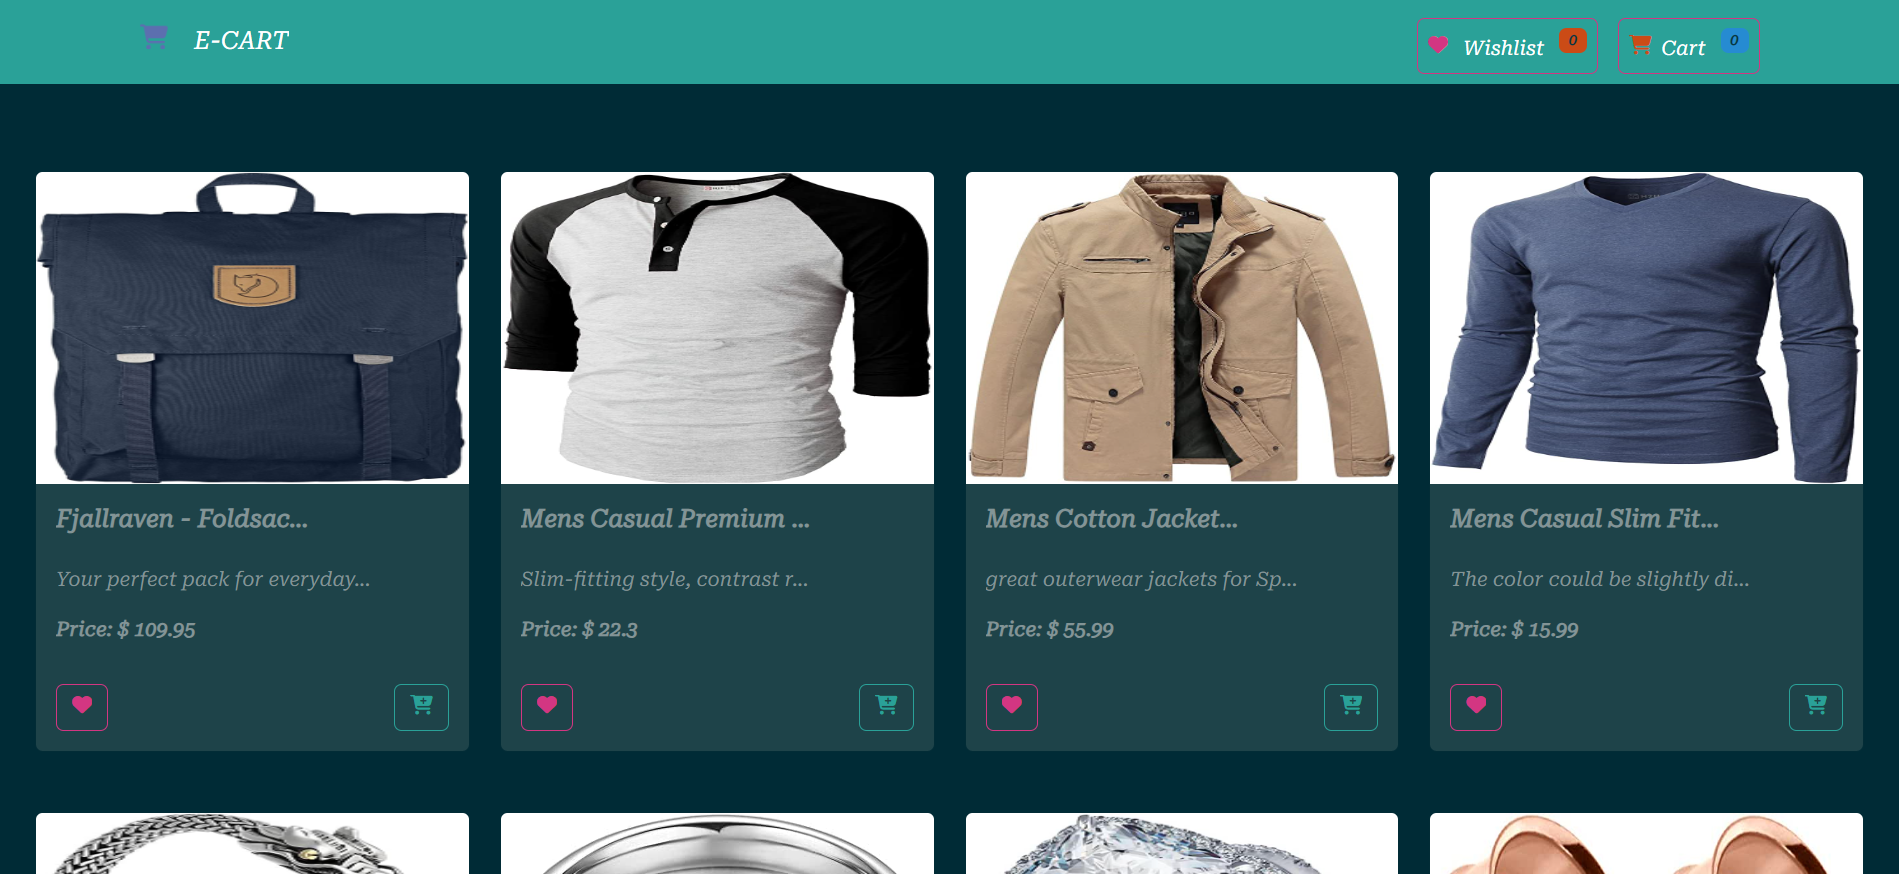 E-CART
Wishlist 0
Cart 0
Fjallraven - Foldsac...
Your perfect pack for everyday...
Price: $ 109.95
Mens Casual Premium ...
Slim-fitting style, contrast r...
Price: $ 22.3
Mens Cotton Jacket...
great outerwear jackets for Sp...
Price: $ 55.99
Mens Casual Slim Fit...
The color could be slightly di...
Price: $ 15.99